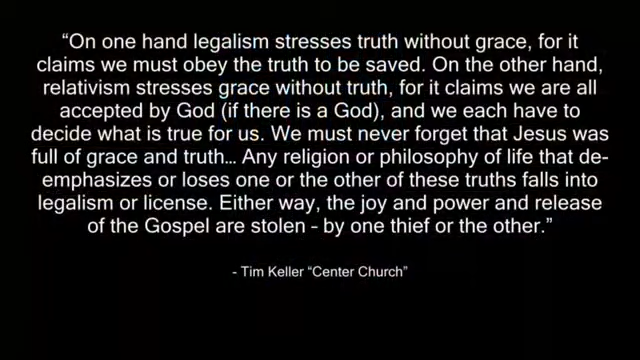 “On one hand legalism stresses truth without grace, for it
claims we must obey the truth to be saved. On the other hand,
relativism stresses grace without truth, for it claims we are all
accepted by God (if there is a God), and we each have to
decide what is true for us. We must never forget that Jesus was
full of grace and truth… Any religion or philosophy of life that de-
emphasizes or loses one or the other of these truths falls into
legalism or license. Either way, the joy and power and release
of the Gospel are stolen - by one thief or the other.”
- Tim Keller “Center Church”